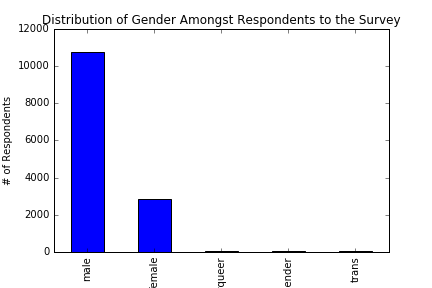 Distribution of Gender Amongst Respondents to the Survey
# of Respondents
12000
10000
8000
6000
4000
2000
0
male
emale
queer
ender
trans